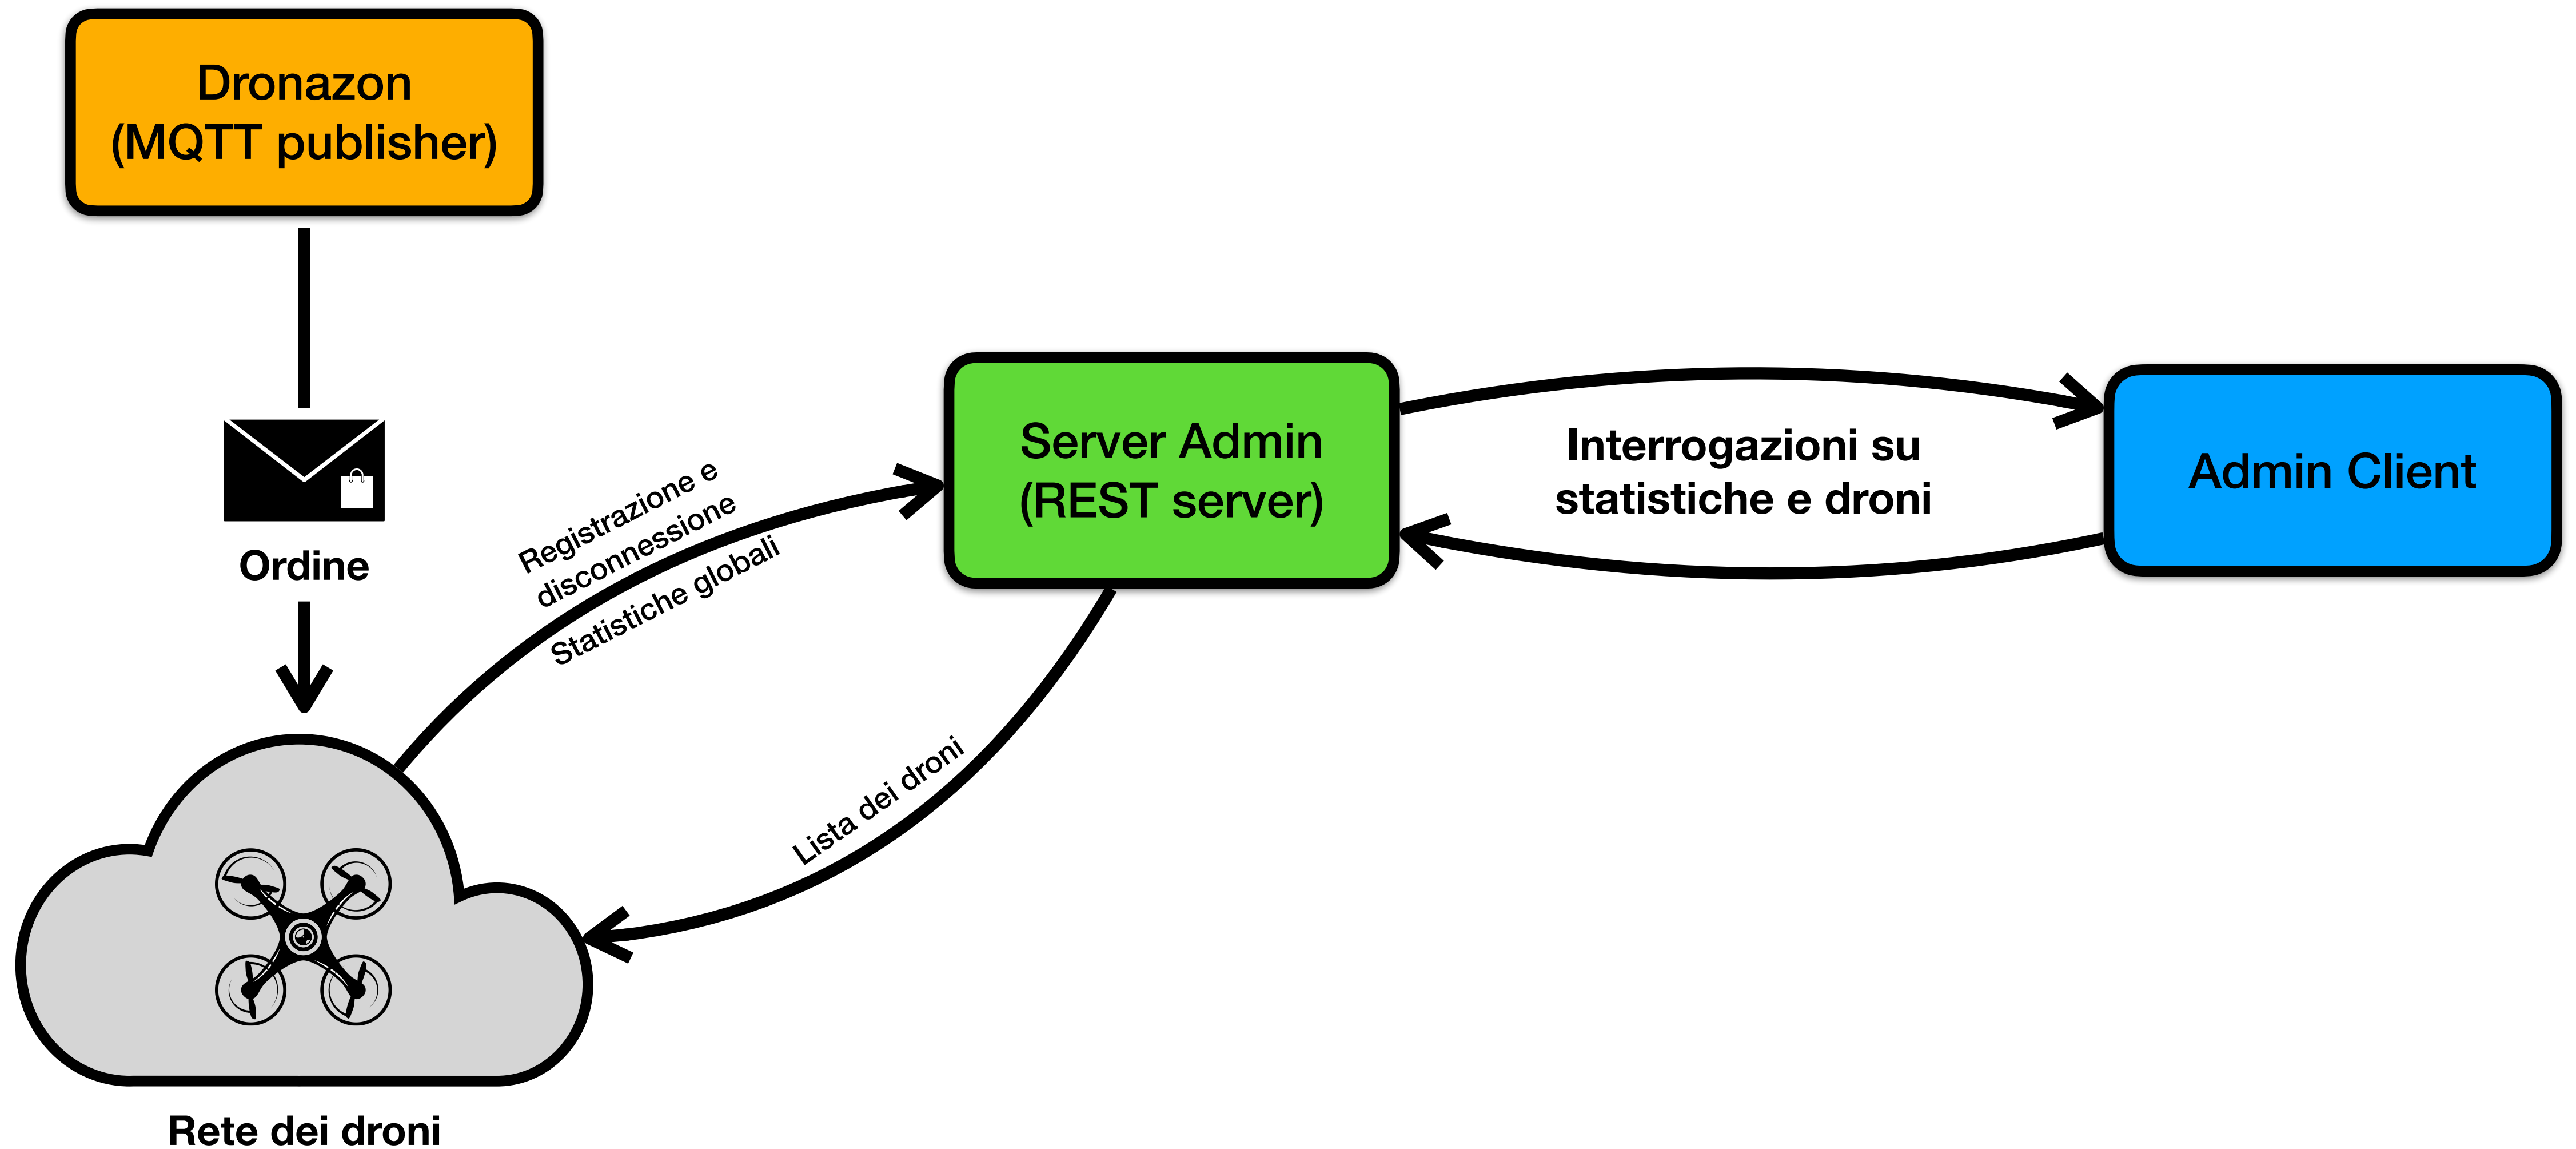 Dronazon
(MQTT publisher)
Ordine
Registrazione e
disconnessione
Statistiche globali
Server Admin
(REST server)
Interrogazioni su
statistiche e droni
Admin Client
Lista dei droni
Rete dei droni